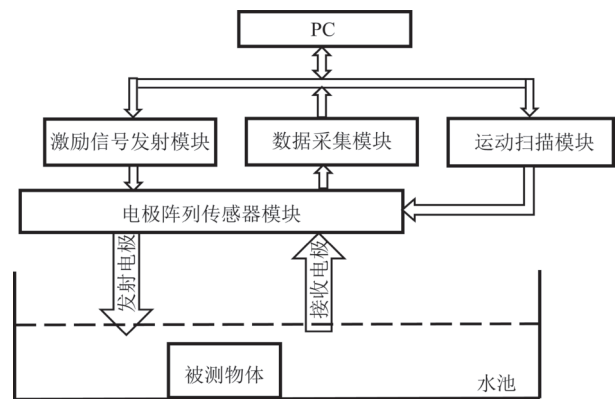 PC
激励信号发射模块
数据采集模块
运动扫描模块
电极阵列传感器模块
发射电极
接收电极
被测物体
水池